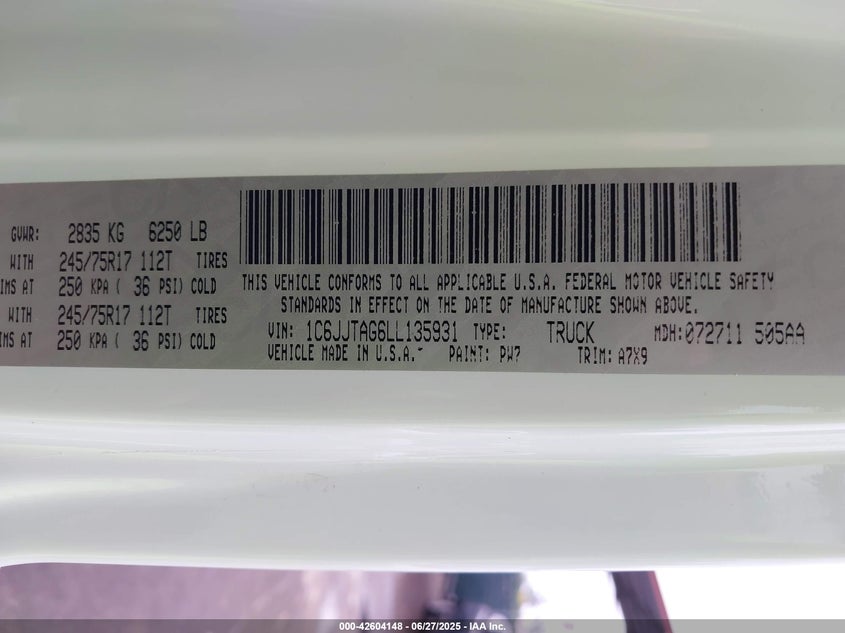 GVWR: 2835 KG 6250 LB
WITH 245/75R17 112T TIRES
IMS AT 250 KPA ( 36 PSI) COLD
WITH 245/75R17 112T TIRES
IMS AT 250 KPA ( 36 PSI) COLD
THIS VEHICLE CONFORMS TO ALL APPLICABLE U.S.A. FEDERAL MOTOR VEHICLE SAFETY
STANDARDS IN EFFECT ON THE DATE OF MANUFACTURE SHOWN ABOVE.
VIN: 1C6JJTAG6LL135931 TYPE: TRUCK MDH:072711 505AA
VEHICLE MADE IN U.S.A. PAINT: PW7 TRIM: A7X9
000-42604148 - 06/27/2025 - IAA Inc.